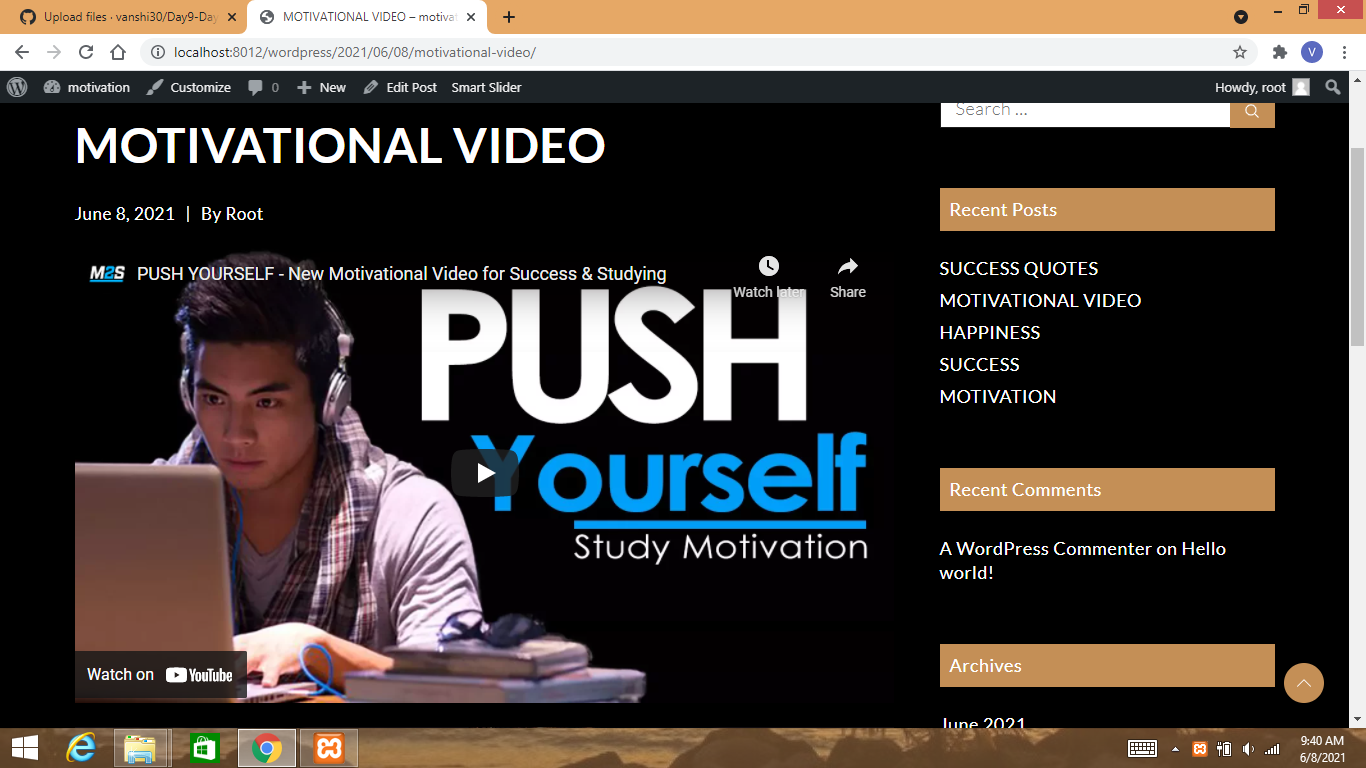 Upload files · vanshi30/Day9-Day
MOTIVATIONAL VIDEO – motivat
localhost:8012/wordpress/2021/06/08/motivational-video/
V
motivation
Customize
0
New
Edit Post
Smart Slider
Howdy, root
Search …
MOTIVATIONAL VIDEO
June 8, 2021 | By Root
M2S
PUSH YOURSELF - New Motivational Video for Success & Studying
Watch later
Share
PUSH
Yourself
Study Motivation
Watch on YouTube
Recent Posts
SUCCESS QUOTES
MOTIVATIONAL VIDEO
HAPPINESS
SUCCESS
MOTIVATION
Recent Comments
A WordPress Commenter on Hello
world!
Archives
June 2021
9:40 AM
6/8/2021